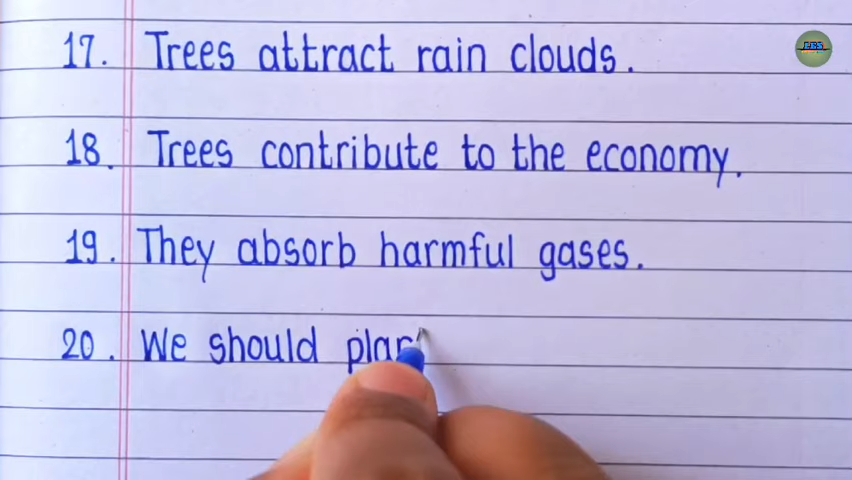 17. Trees attract rain clouds.
18. Trees contribute to the economy.
19. They absorb harmful gases.
20. We should